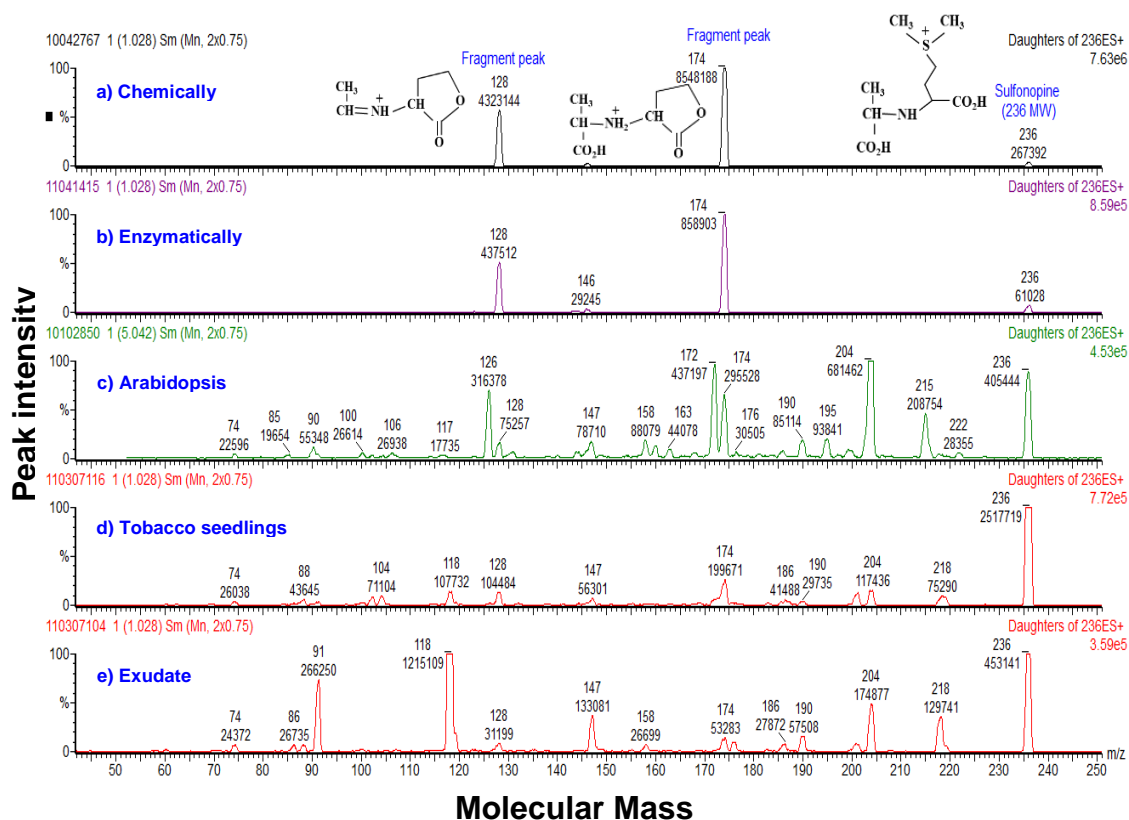 10042767 1 (1.028) Sm (Mn, 2x0.75)
Daughters of 236ES+
7.63e6
a) Chemically
Fragment peak
128
4323144
CH3
CH=NH
+
CH
O
O
Fragment peak
174
8548188
CH3
CH-NH2
+
CH
CO2H
O
O
H3C
CH3
S
+
CH3
NH
CH
CH
CO2H
CO2H
Sulfonopine
(236 MW)
236
267392
100
%
0
11041415 1 (1.028) Sm (Mn, 2x0.75)
Daughters of 236ES+
8.59e5
b) Enzymatically
128
437512
146
29245
174
858903
236
61028
100
%
0
10102850 1 (5.042) Sm (Mn, 2x0.75)
Daughters of 236ES+
4.53e5
c) Arabidopsis
74
22596
85
19654
90
55348
100
26614
106
26938
117
17735
126
316378
128
75257
147
78710
158
88079
163
44078
172
437197
174
295528
176
30505
190
85114
195
93841
204
681462
215
208754
222
28355
236
405444
100
%
0
110307116 1 (1.028) Sm (Mn, 2x0.75)
Daughters of 236ES+
7.72e5
d) Tobacco seedlings
74
26038
88
43645
104
71104
118
107732
128
104484
147
56301
174
199671
186
41488
190
29735
204
117436
218
75290
236
2517719
100
%
0
110307104 1 (1.028) Sm (Mn, 2x0.75)
Daughters of 236ES+
3.59e5
e) Exudate
74
24372
86
26735
91
266250
118
1215109
128
31199
147
133081
158
26699
174
53283
186
27872
190
57508
204
174877
218
129741
236
453141
100
%
0
m/z
50 60 70 80 90 100 110 120 130 140 150 160 170 180 190 200 210 220 230 240 250
Peak intensity
Molecular Mass